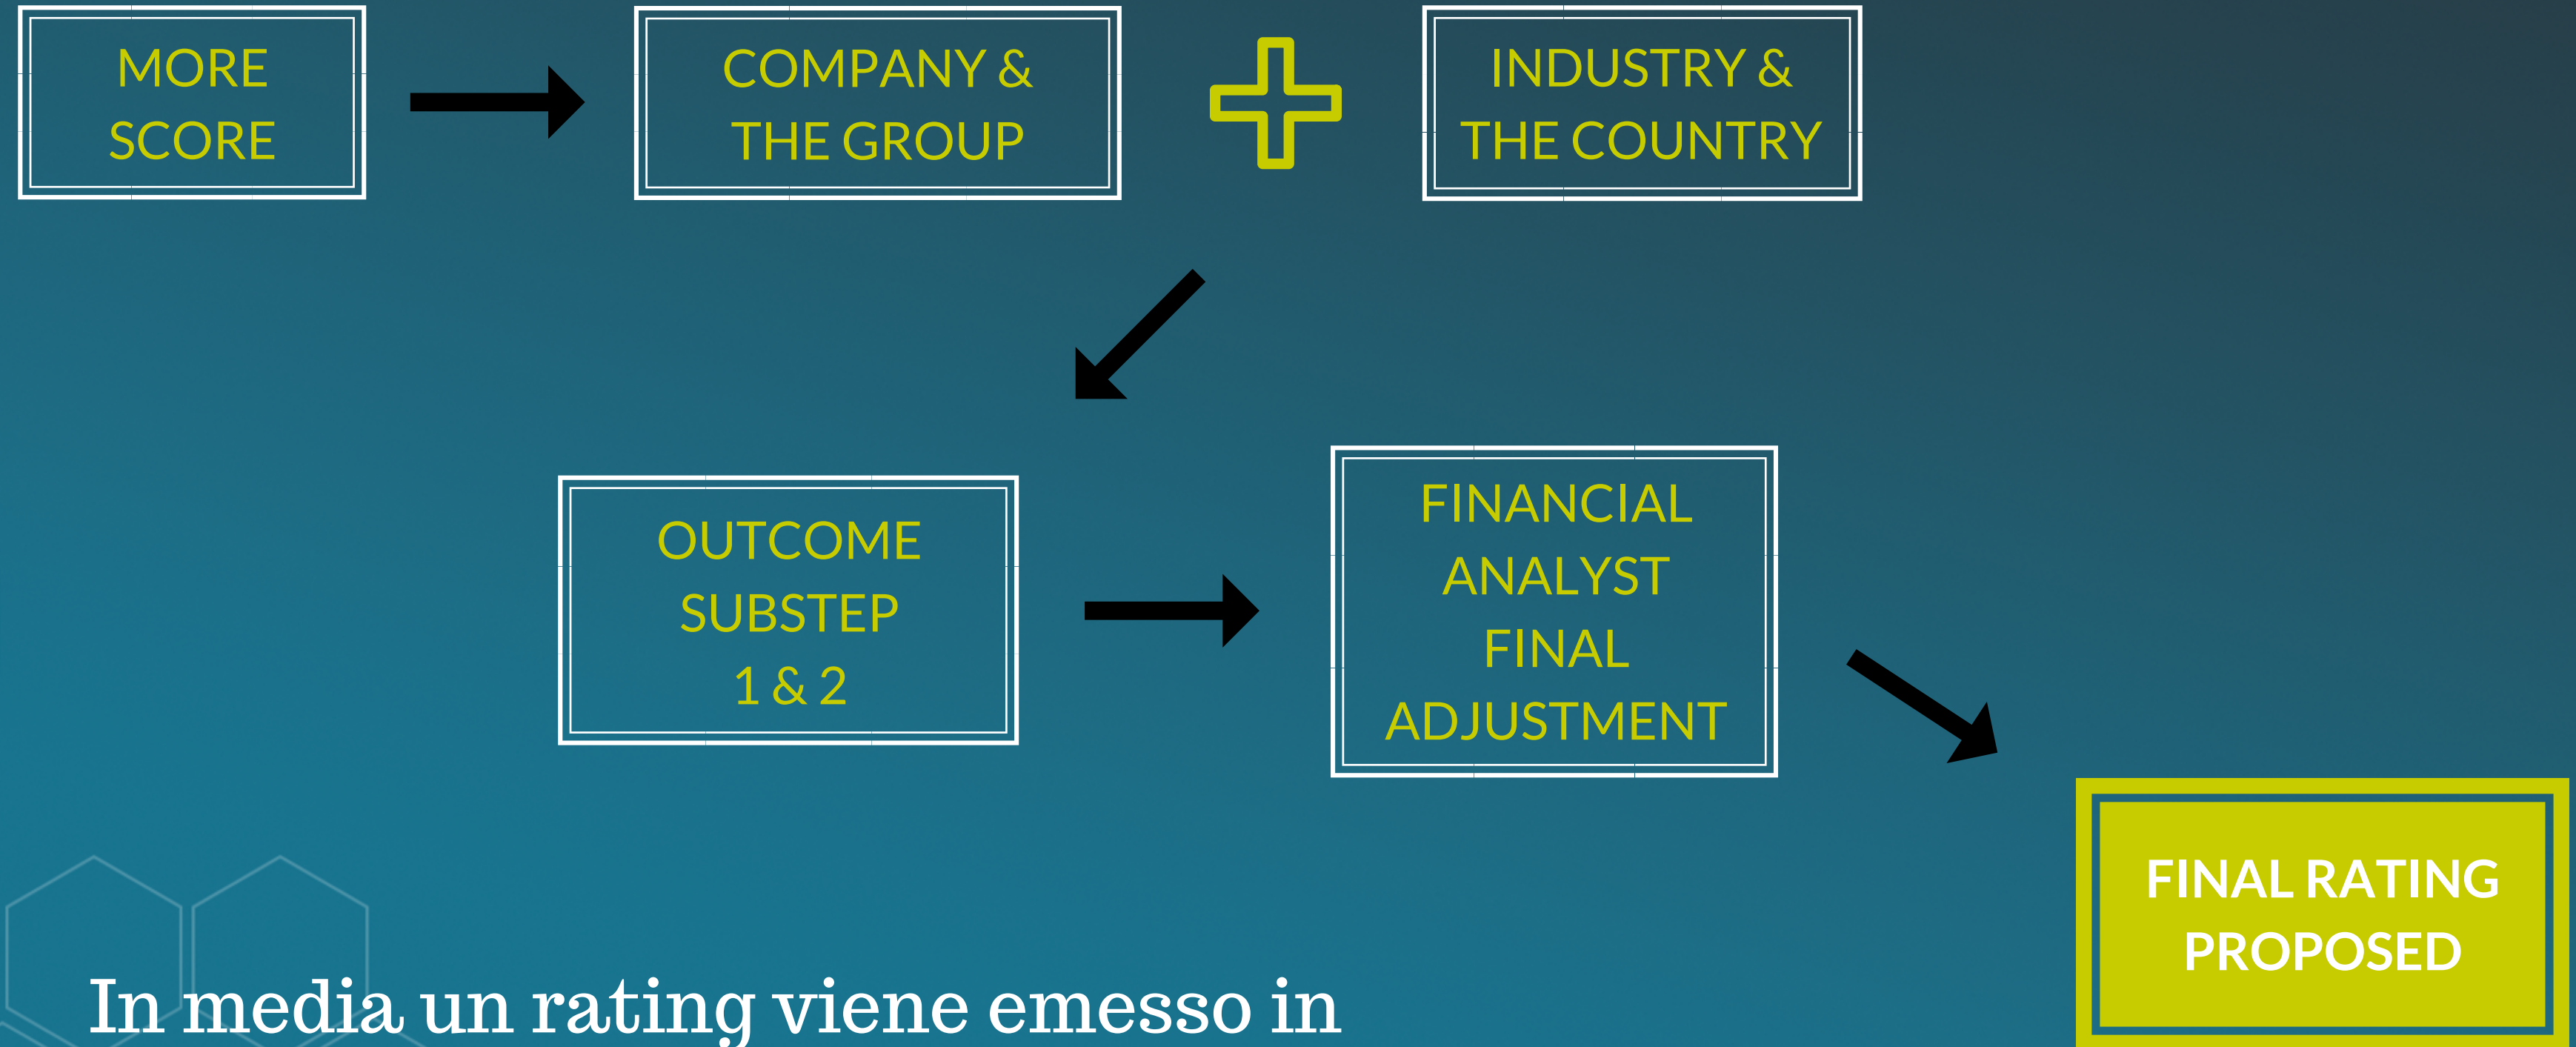 MORE
SCORE
COMPANY &
THE GROUP
INDUSTRY &
THE COUNTRY
OUTCOME
SUBSTEP
1 & 2
FINANCIAL
ANALYST
FINAL
ADJUSTMENT
FINAL RATING
PROPOSED
In media un rating viene emesso in